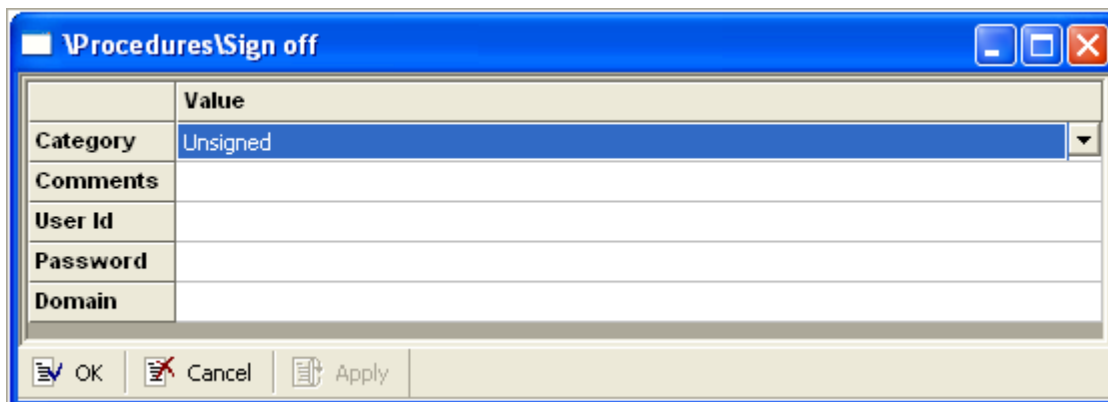 \Procedures\Sign off
Value
Category Unsigned
Comments
User Id
Password
Domain
OK Cancel Apply